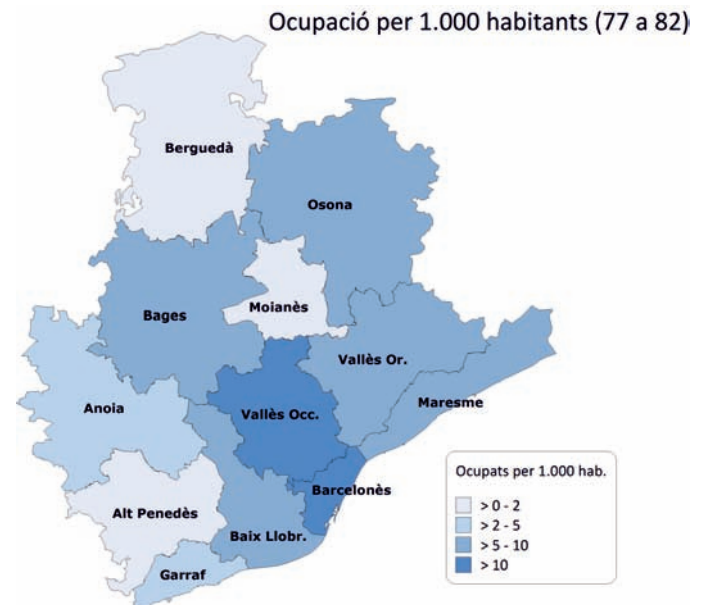 Ocupació per 1.000 habitants (77 a 82)
Berguedà
Osona
Moianès
Bages
Vallès Or.
Maresme
Anoia
Vallès Occ.
Barcelonès
Alt Penedès
Baix Llobr.
Garraf
Ocupats per 1.000 hab.
> 0 - 2
> 2 - 5
> 5 - 10
> 10